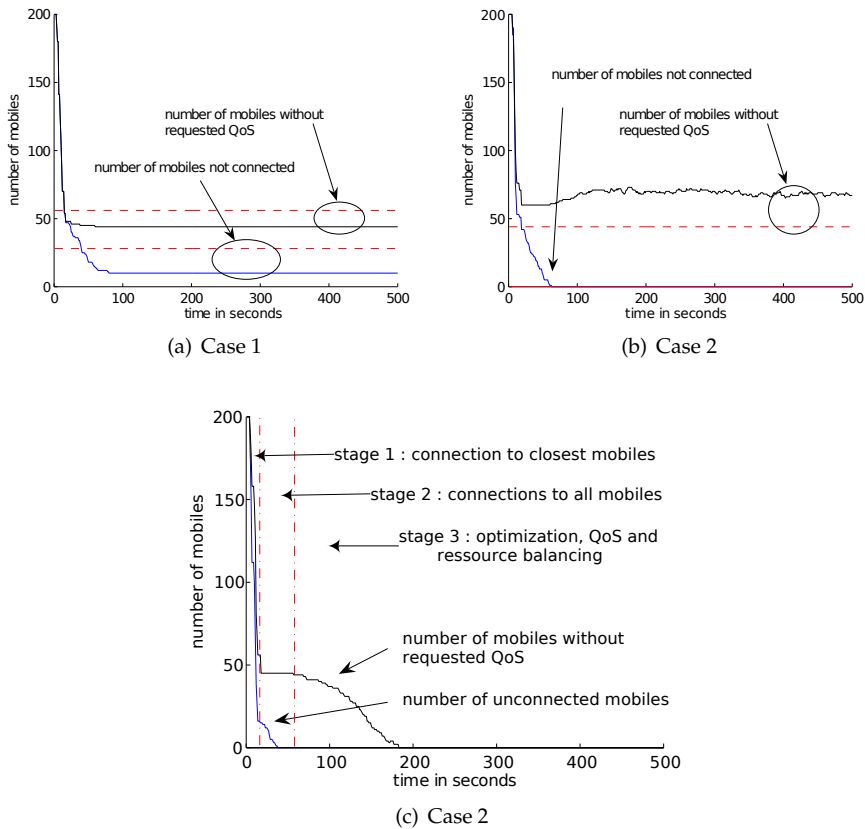 200
150
100
50
0
number of mobiles
number of mobiles without
requested QoS
number of mobiles not connected
0 100 200 300 400 500
time in seconds
(a) Case 1
200
150
100
50
0
number of mobiles
number of mobiles not connected
number of mobiles without
requested QoS
0 100 200 300 400 500
time in seconds
(b) Case 2
200
150
100
50
0
number of mobiles
stage 1 : connection to closest mobiles
stage 2 : connections to all mobiles
stage 3 : optimization, QoS and
ressource balancing
number of mobiles without
requested QoS
number of unconnected mobiles
0 100 200 300 400 500
time in seconds
(c) Case 2